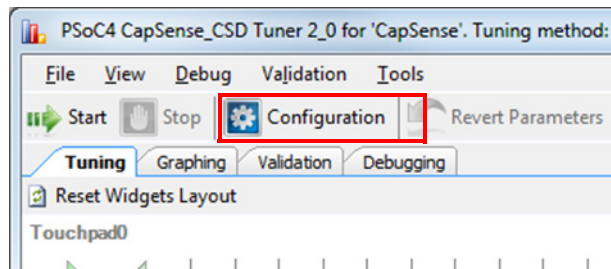 PSoC4 CapSense_CSD Tuner 2_0 for 'CapSense'. Tuning method:
File View Debug Validation Tools
Start Stop Configuration Revert Parameters
Tuning Graphing Validation Debugging
Reset Widgets Layout
Touchpad0